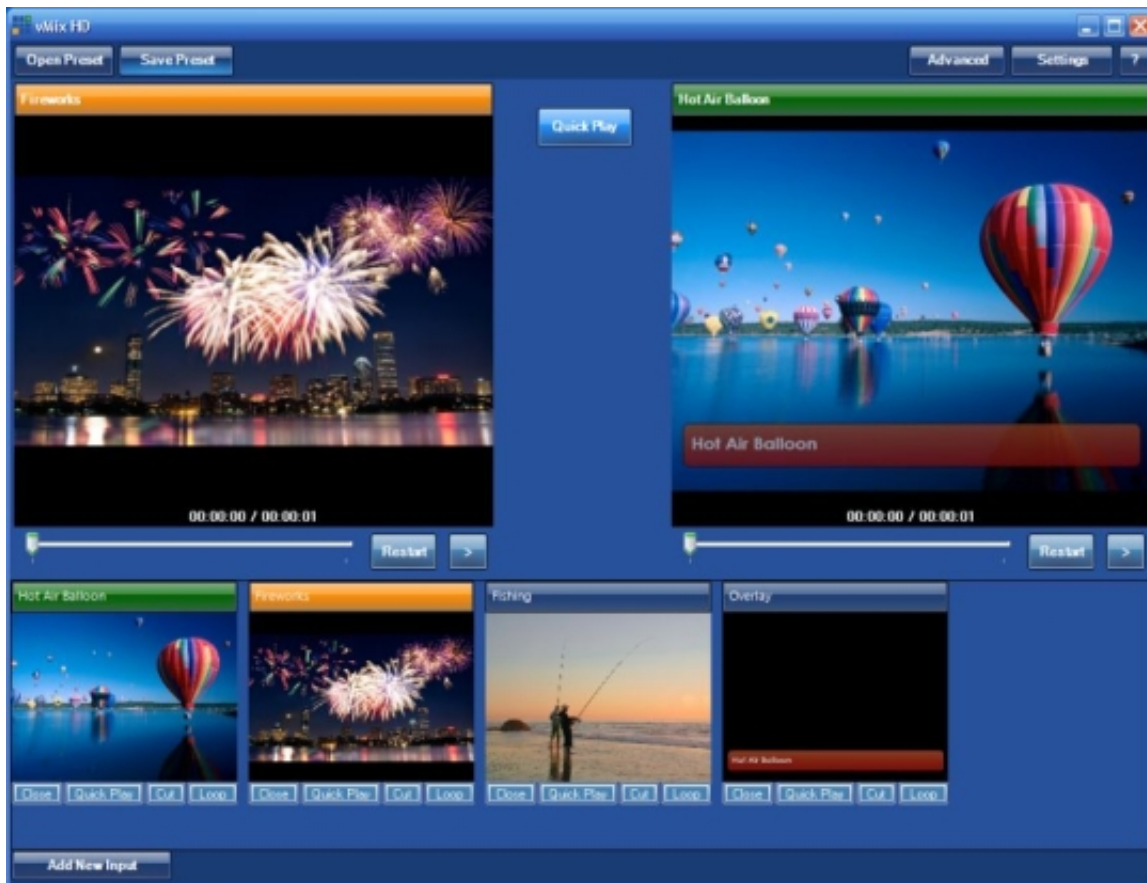 vMix HD
Open Preset Save Preset Advanced Settings ?
Fireworks
Quick Play
Hot Air Balloon
Hot Air Balloon
00:00:00 / 00:00:01
00:00:00 / 00:00:01
Restart >
Restart >
Hot Air Balloon Fireworks Fishing Overlay
Hot Air Balloon
Close Quick Play Cut Loop Close Quick Play Cut Loop Close Quick Play Cut Loop Close Quick Play Cut Loop
Add New Input